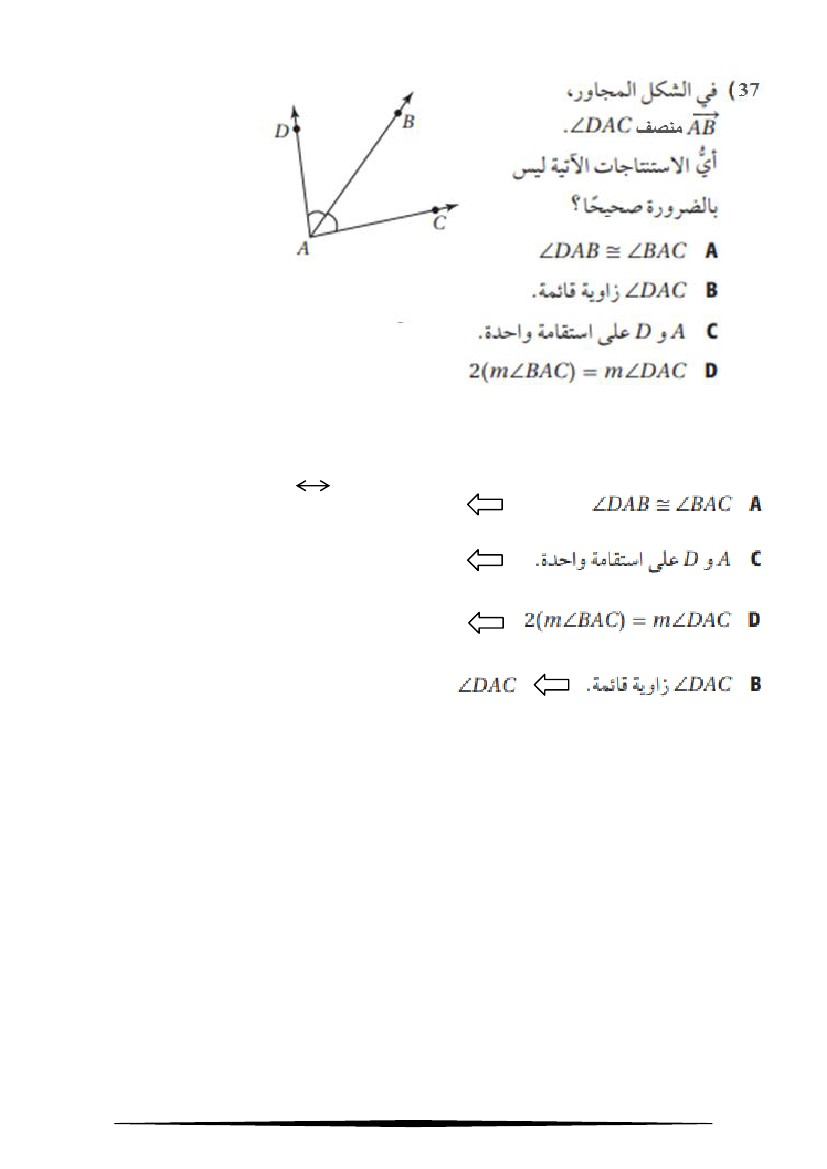 37) في الشكل المجاور،
AB منصف ∠DAC.
أيُّ الاستنتاجات الآتية ليس
بالضرورة صحيحًا؟
A ∠DAB ≅ ∠BAC
B ∠DAC زاوية قائمة.
C A و D على استقامة واحدة.
D 2(m∠BAC) = m∠DAC
D
B
C
A
A ∠DAB ≅ ∠BAC
C A و D على استقامة واحدة.
D 2(m∠BAC) = m∠DAC
B ∠DAC زاوية قائمة. ∠DAC